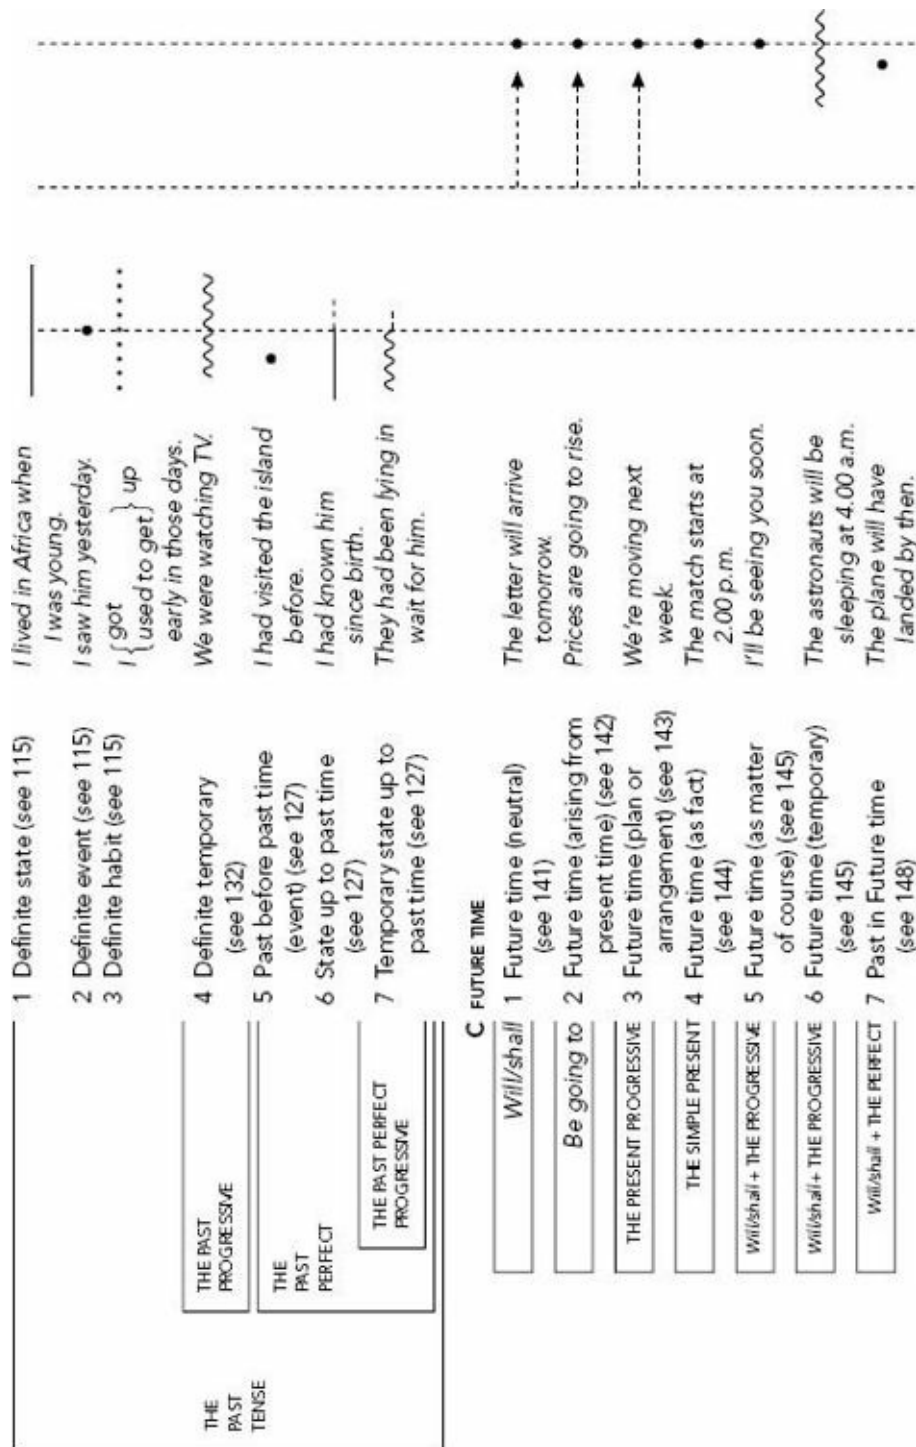 THE
PAST
TENSE
1 Definite state (see 115)
I lived in Africa when
I was young.
2 Definite event (see 115)
I saw him yesterday.
3 Definite habit (see 115)
I { got
used to get } up
early in those days.
THE PAST
PROGRESSIVE
4 Definite temporary
(see 132)
We were watching TV.
THE
PAST
PERFECT
5 Past before past time
(event) (see 127)
I had visited the island
before.
6 State up to past time
(see 127)
I had known him
since birth.
THE PAST PERFECT
PROGRESSIVE
7 Temporary state up to
past time (see 127)
They had been lying in
wait for him.
C FUTURE TIME
Will/shall
1 Future time (neutral)
(see 141)
The letter will arrive
tomorrow.
Be going to
2 Future time (arising from
present time) (see 142)
Prices are going to rise.
THE PRESENT PROGRESSIVE
3 Future time (plan or
arrangement) (see 143)
We're moving next
week.
THE SIMPLE PRESENT
4 Future time (as fact)
(see 144)
The match starts at
2.00 p.m.
Will/shall + THE PROGRESSIVE
5 Future time (as matter
of course) (see 145)
I'll be seeing you soon.
Will/shall + THE PROGRESSIVE
6 Future time (temporary)
(see 145)
The astronauts will be
sleeping at 4.00 a.m.
Will/shall + THE PERFECT
7 Past in Future time
(see 148)
The plane will have
landed by then.